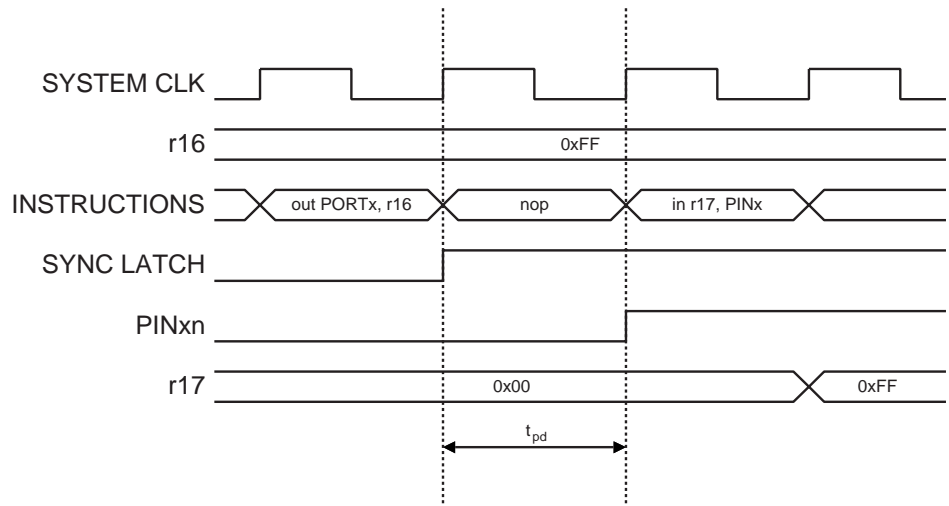 SYSTEM CLK
r16
0xFF
INSTRUCTIONS
out PORTx, r16
nop
in r17, PINx
SYNC LATCH
PINxn
r17
0x00
0xFF
tpd